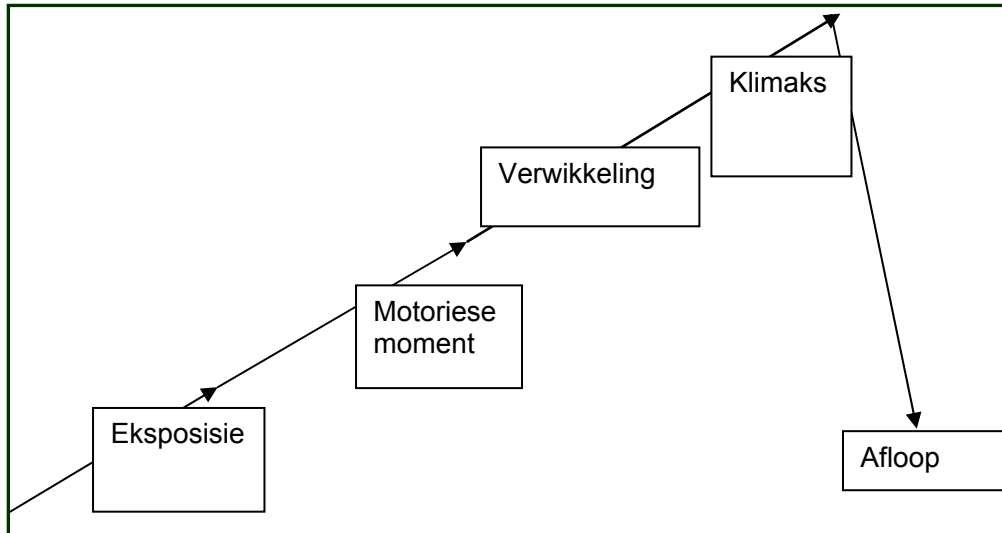 Eksposisie
Motoriese
moment
Verwikkeling
Klimaks
Afloop